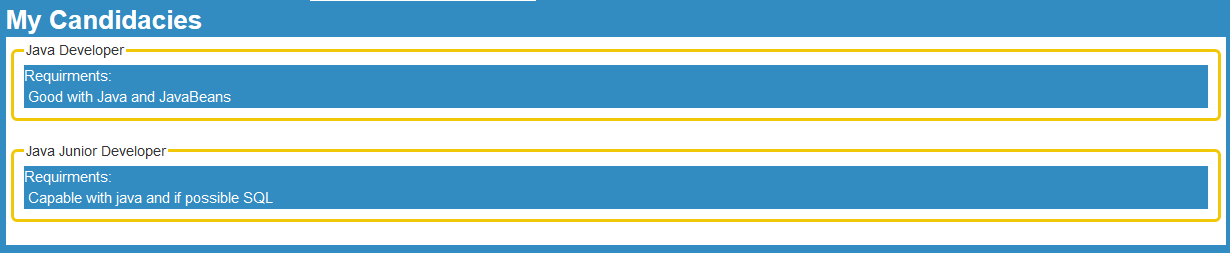 My Candidacies
Java Developer
Requirments:
Good with Java and JavaBeans
Java Junior Developer
Requirments:
Capable with java and if possible SQL